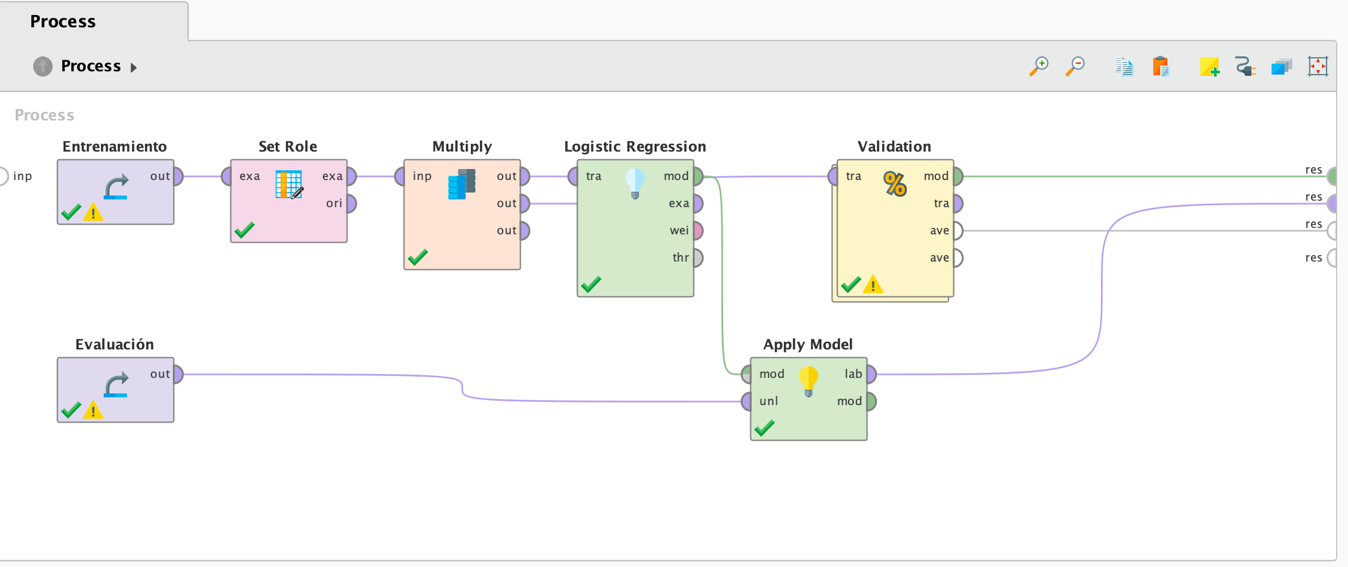 Process
Process
Process
Entrenamiento
out
Set Role
exa
exa
ori
Multiply
inp
out
out
out
Logistic Regression
tra
mod
exa
wei
thr
Validation
tra
mod
tra
ave
ave
inp
res
res
res
res
Evaluación
out
Apply Model
mod
lab
unl
mod